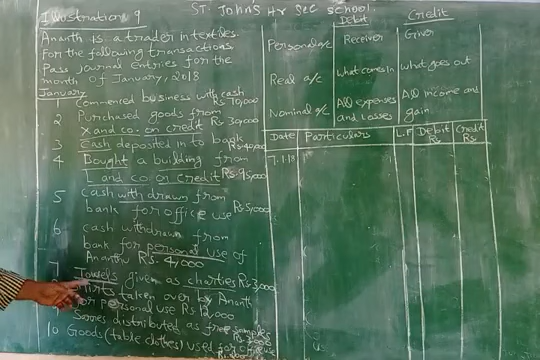 ST. John's Hr Sec school.
Illustration 9
Ananth is a trader in textiles.
For the following transactions
Pass journal entries for the
month of January, 2018
January
1 Commenced business with cash Rs 70,000
2 Purchased goods from
X and co. on credit Rs 30,000
3 Cash deposited in to bank Rs 40,000
4 Bought a building from
L and co. on credit Rs. 95,000
5 Cash with drawn from
bank for office use Rs. 5,000
6 Cash withdrawn from
bank for personal use of
Ananth Rs. 4,000
7 Towels given as charities Rs 3,000
taken over by Ananth
for personal use Rs 12,000
Sarees distributed as free samples
10 Goods (table clothes) used for office use
Debit Credit
Personal a/c Receiver Giver
Real a/c What comes in What goes out
Nominal a/c All expenses and Losses All income and gain.
Date Particulars L.F Debit Rs Credit Rs.
7.1.18